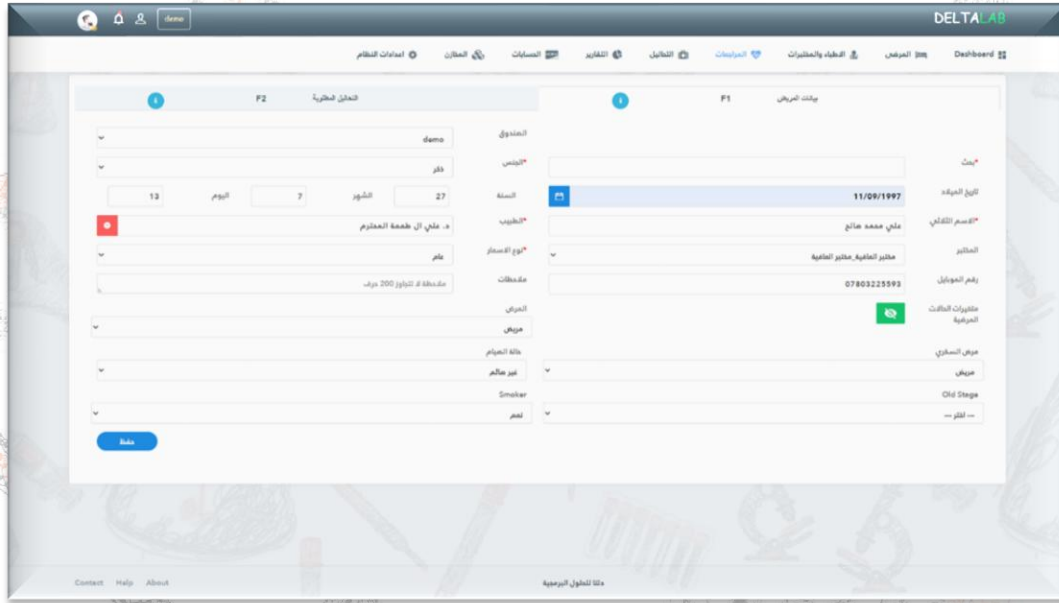 DELTALAB
demo
Dashboard
المرضى
الاطباء والمختبرات
المراجعات
التحاليل
التقارير
الحسابات
المخازن
اعدادات النظام
بيانات المريض F1
التحاليل المطلوبة F2
الصندوق
demo
*بحث
*الجنس
ذكر
تاريخ الميلاد
11/09/1997
السنة
27
الشهر
7
اليوم
13
*الاسم الثلاثي
علي محمد صالح
*الطبيب
د. علي ال طعمة المحترم
المختبر
مختبر العافية_مختبر العافية
*نوع الاسعار
عام
رقم الموبايل
07803225593
ملاحظات
ملاحظة لا تتجاوز 200 حرف
متغيرات الحالات المرضية
المرض
مريض
مرض السكري
مريض
حالة الصيام
غير صائم
Old Stage
--- اختر ---
Smoker
نعم
حفظ
دلتا للحلول البرمجية
Contact Help About